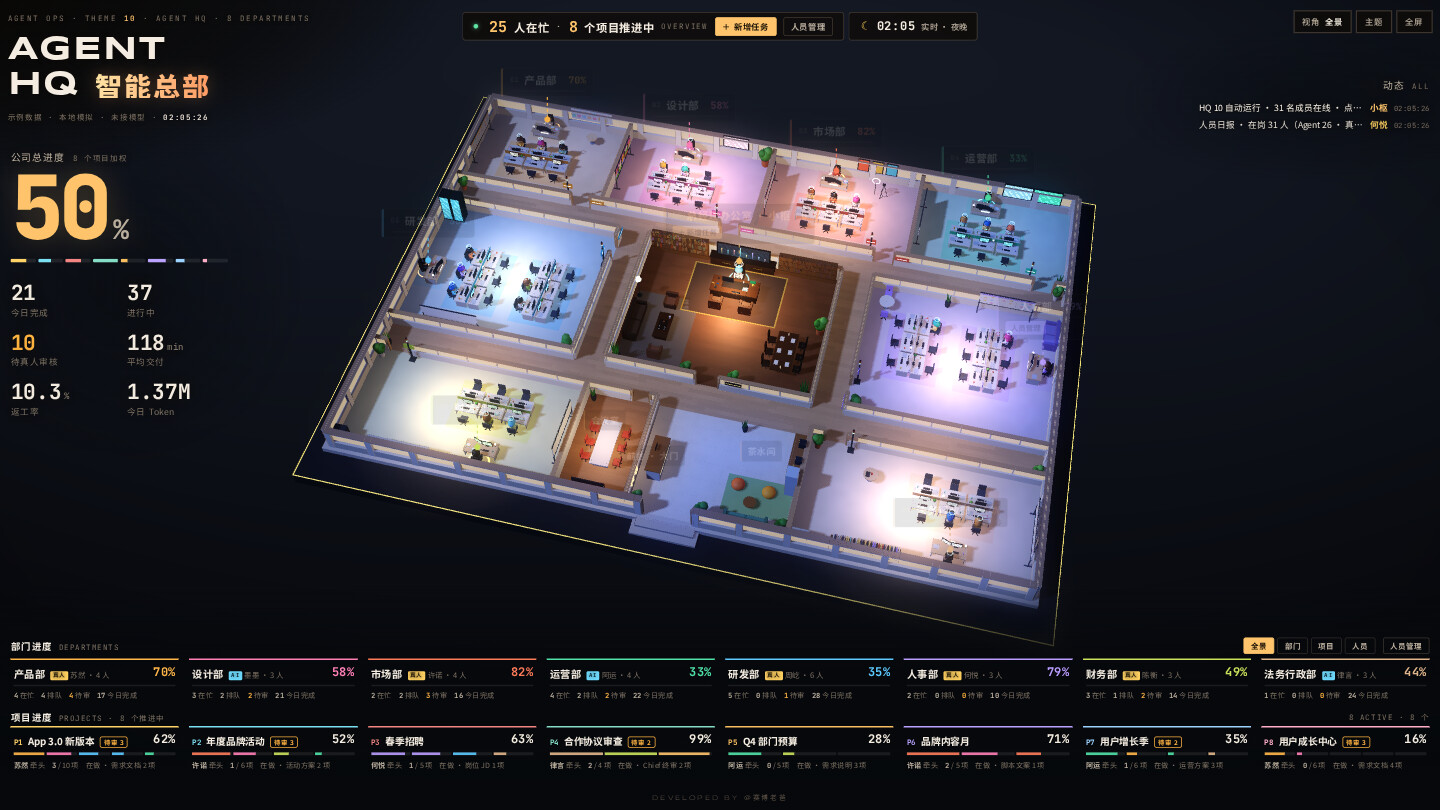 AGENT OPS · THEME 10 · AGENT HQ · 8 DEPARTMENTS
AGENT
HQ 智能总部
示例数据 · 本地模拟 · 未接模型 · 02:05:26
25 人在忙 · 8 个项目推进中 OVERVIEW + 新增任务 人员管理
02:05 实时 · 夜晚
视角 全景 主题 全屏
动态 ALL
HQ 10 自动运行 · 31 名成员在线 · 点… 小枢 02:05:26
人员日报 · 在岗 31 人（Agent 26 · 真… 何悦 02:05:26
公司总进度 8 个项目加权
50%
21 今日完成
37 进行中
10 待真人审核
118 min 平均交付
10.3% 返工率
1.37M 今日 Token
产品部 70%
设计部 58%
市场部 82%
运营部 33%
人员管理
茶水间
部门进度 DEPARTMENTS
全景 部门 项目 人员 人员管理
产品部 真人 苏然 · 4 人 70%
4 在忙 2 排队 4 待审 17 今日完成
设计部 AI 墨墨 · 3 人 58%
3 在忙 2 排队 2 待审 21 今日完成
市场部 真人 许诺 · 4 人 82%
2 在忙 2 排队 3 待审 16 今日完成
运营部 AI 阿运 · 4 人 33%
4 在忙 2 排队 2 待审 22 今日完成
研发部 真人 周屹 · 6 人 35%
5 在忙 0 排队 1 待审 28 今日完成
人事部 真人 何悦 · 3 人 79%
2 在忙 0 排队 0 待审 10 今日完成
财务部 真人 陈衡 · 3 人 49%
3 在忙 1 排队 2 待审 14 今日完成
法务行政部 AI 律言 · 3 人 44%
1 在忙 0 排队 0 待审 24 今日完成
项目进度 PROJECTS · 8 个推进中
8 ACTIVE · 8 个
P1 App 3.0 新版本 待审 3 62%
苏然 牵头 3/10项 在做 · 需求文档 2项
P2 年度品牌活动 待审 3 52%
许诺 牵头 1/6项 在做 · 活动方案 2项
P3 春季招聘 63%
何悦 牵头 1/5项 在做 · 岗位 JD 1项
P4 合作协议审查 待审 2 99%
律言 牵头 2/4项 在做 · Chief 终审 2项
P5 Q4 部门预算 28%
阿运 牵头 0/5项 在做 · 需求说明 3项
P6 品牌内容月 71%
许诺 牵头 2/5项 在做 · 脚本文案 1项
P7 用户增长季 待审 2 35%
阿运 牵头 1/6项 在做 · 运营方案 3项
P8 用户成长中心 待审 3 16%
苏然 牵头 0/6项 在做 · 需求文档 4项
DEVELOPED BY @赛博老爸